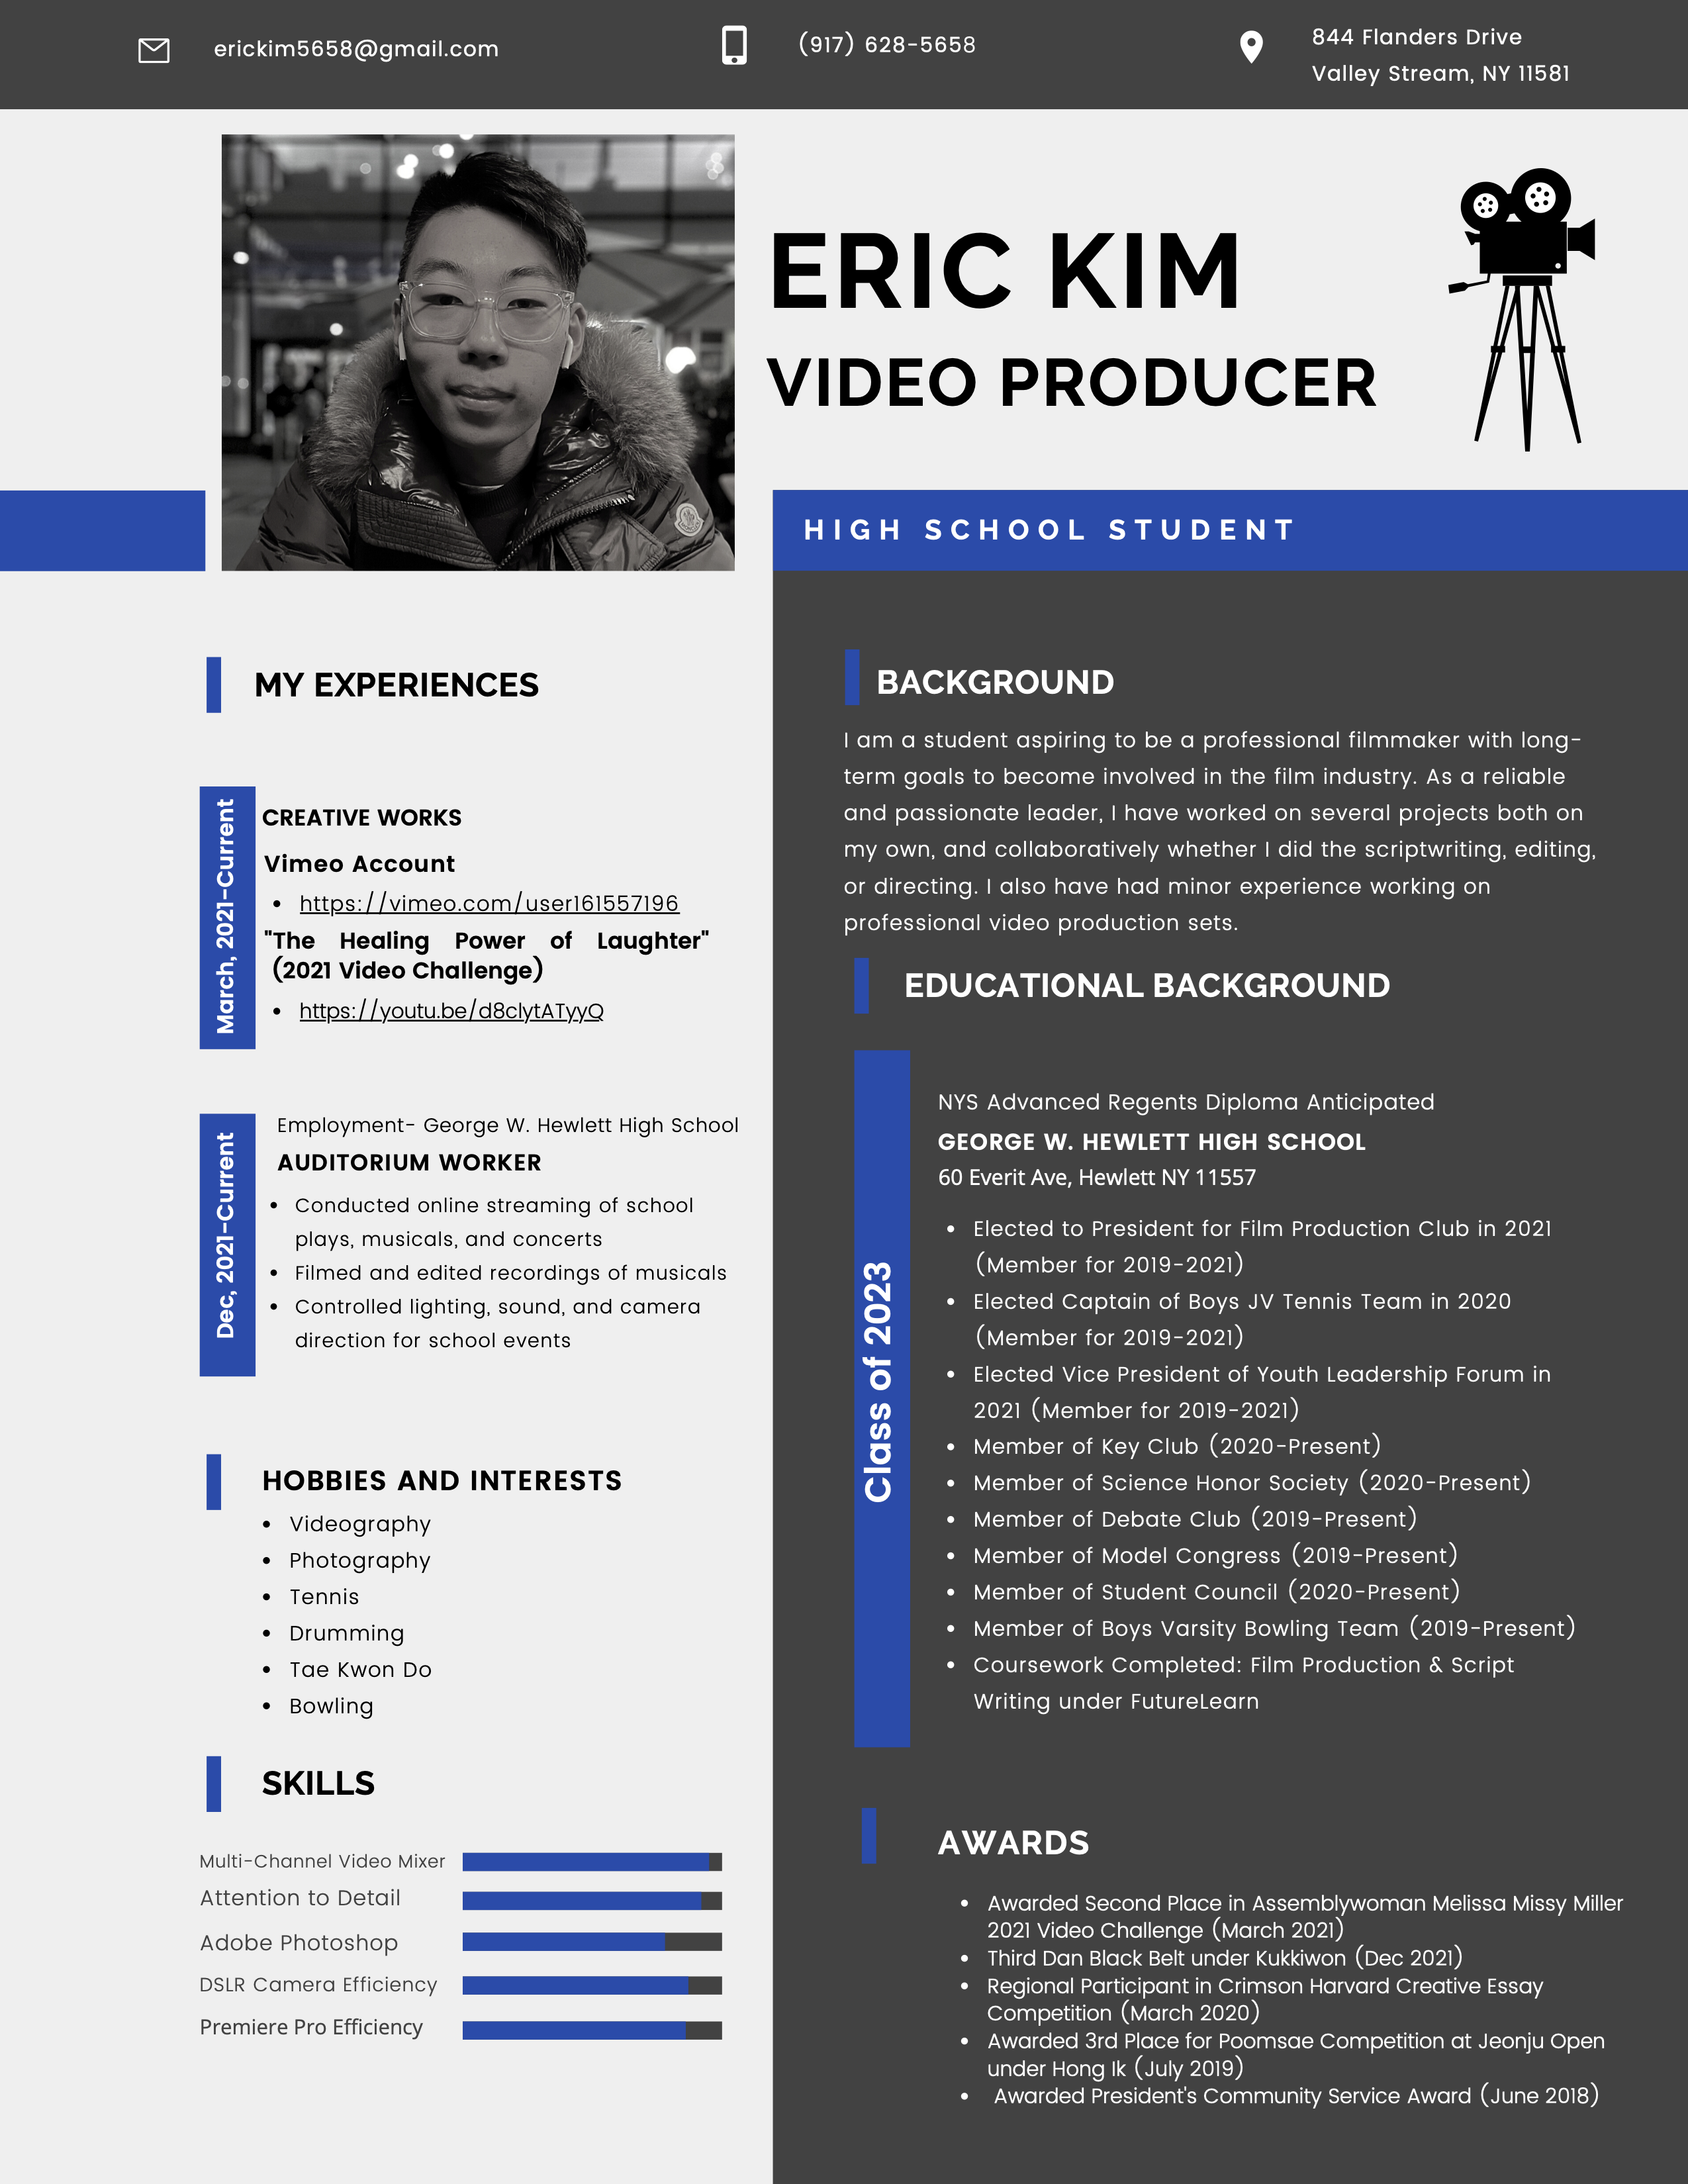 erickim5658@gmail.com
(917) 628-5658
844 Flanders Drive
Valley Stream, NY 11581
ERIC KIM
VIDEO PRODUCER
HIGH SCHOOL STUDENT
MY EXPERIENCES
March, 2021-Current
CREATIVE WORKS
Vimeo Account
• https://vimeo.com/user161557196
"The Healing Power of Laughter"
(2021 Video Challenge)
• https://youtu.be/d8clytATyyQ
Dec, 2021-Current
Employment- George W. Hewlett High School
AUDITORIUM WORKER
• Conducted online streaming of school
plays, musicals, and concerts
• Filmed and edited recordings of musicals
• Controlled lighting, sound, and camera
direction for school events
HOBBIES AND INTERESTS
• Videography
• Photography
• Tennis
• Drumming
• Tae Kwon Do
• Bowling
SKILLS
Multi-Channel Video Mixer
Attention to Detail
Adobe Photoshop
DSLR Camera Efficiency
Premiere Pro Efficiency
BACKGROUND
I am a student aspiring to be a professional filmmaker with long-
term goals to become involved in the film industry. As a reliable
and passionate leader, I have worked on several projects both on
my own, and collaboratively whether I did the scriptwriting, editing,
or directing. I also have had minor experience working on
professional video production sets.
EDUCATIONAL BACKGROUND
Class of 2023
NYS Advanced Regents Diploma Anticipated
GEORGE W. HEWLETT HIGH SCHOOL
60 Everit Ave, Hewlett NY 11557
• Elected to President for Film Production Club in 2021
(Member for 2019-2021)
• Elected Captain of Boys JV Tennis Team in 2020
(Member for 2019-2021)
• Elected Vice President of Youth Leadership Forum in
2021 (Member for 2019-2021)
• Member of Key Club (2020-Present)
• Member of Science Honor Society (2020-Present)
• Member of Debate Club (2019-Present)
• Member of Model Congress (2019-Present)
• Member of Student Council (2020-Present)
• Member of Boys Varsity Bowling Team (2019-Present)
• Coursework Completed: Film Production & Script
Writing under FutureLearn
AWARDS
• Awarded Second Place in Assemblywoman Melissa Missy Miller
2021 Video Challenge (March 2021)
• Third Dan Black Belt under Kukkiwon (Dec 2021)
• Regional Participant in Crimson Harvard Creative Essay
Competition (March 2020)
• Awarded 3rd Place for Poomsae Competition at Jeonju Open
under Hong Ik (July 2019)
• Awarded President's Community Service Award (June 2018)